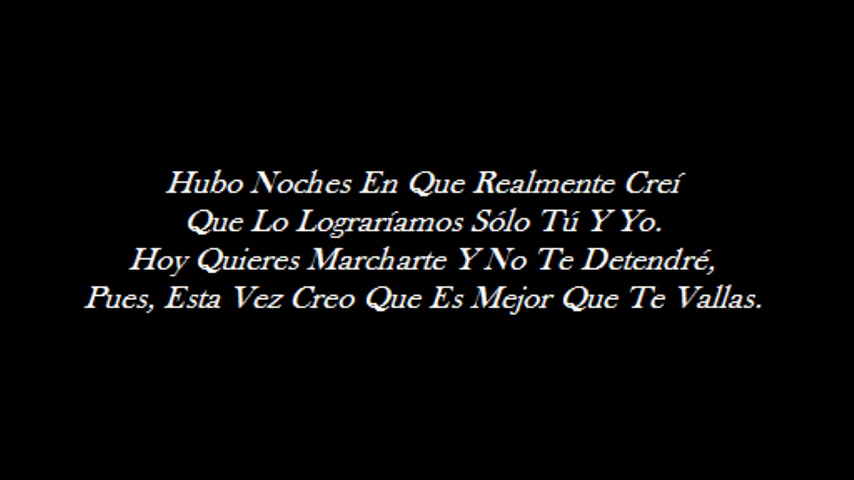 Hubo Noches En Que Realmente Creí
Que Lo Lograríamos Sólo Tú Y Yo.
Hoy Quieres Marcharte Y No Te Detendré,
Pues, Esta Vez Creo Que Es Mejor Que Te Vallas.